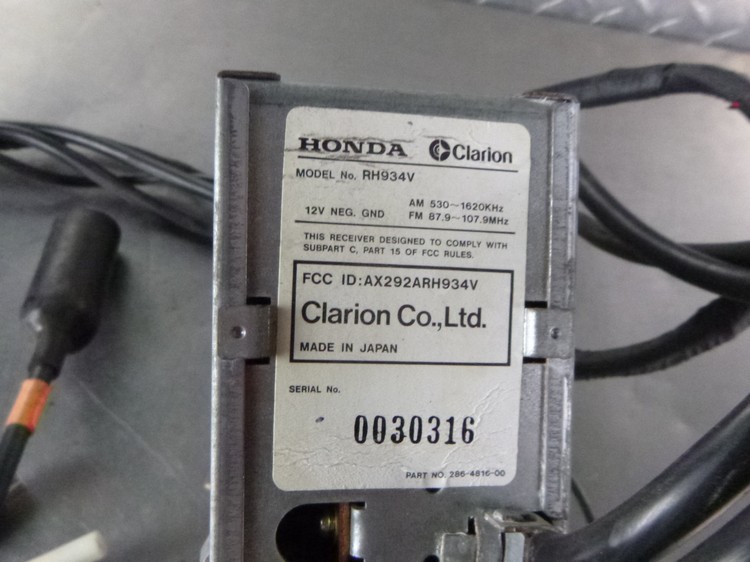 HONDA Clarion
MODEL No. RH934V
12V NEG. GND AM 530~1620KHz
FM 87.9~107.9MHz
THIS RECEIVER DESIGNED TO COMPLY WITH
SUBPART C, PART 15 OF FCC RULES.
FCC ID:AX292ARH934V
Clarion Co.,Ltd.
MADE IN JAPAN
SERIAL No.
0030316
PART NO. 286-4816-00